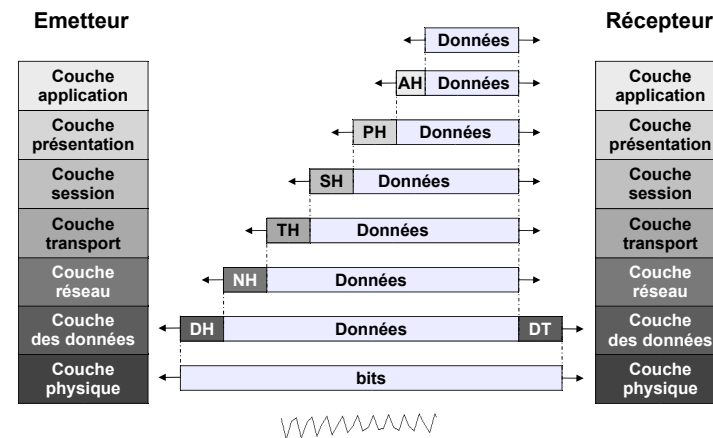 Emetteur
Récepteur
Données
Couche
application
AH Données
Couche
application
Couche
présentation
PH Données
Couche
présentation
Couche
session
SH Données
Couche
session
Couche
transport
TH Données
Couche
transport
Couche
réseau
NH Données
Couche
réseau
Couche
des données
DH Données DT
Couche
des données
Couche
physique
bits
Couche
physique